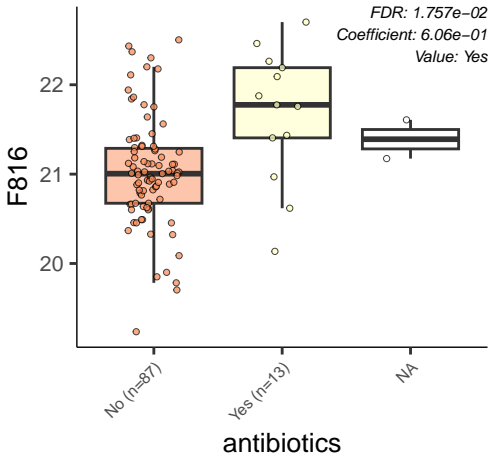 FDR: 1.757e−02
Coefficient: 6.06e−01
Value: Yes
F816
22
21
20
No (n=87)
Yes (n=13)
NA
antibiotics